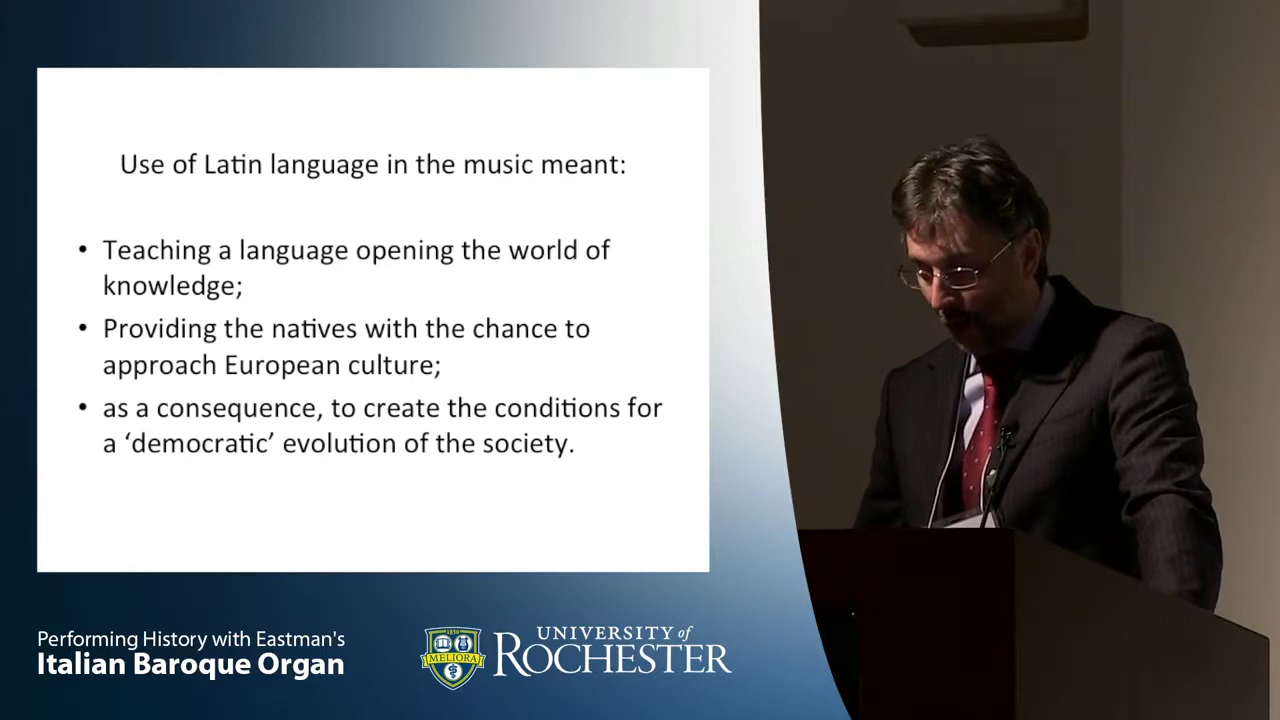 Use of Latin language in the music meant:
• Teaching a language opening the world of
knowledge;
• Providing the natives with the chance to
approach European culture;
• as a consequence, to create the conditions for
a ‘democratic’ evolution of the society.
Performing History with Eastman's
Italian Baroque Organ
1850
MELIORA
UNIVERSITY of
ROCHESTER